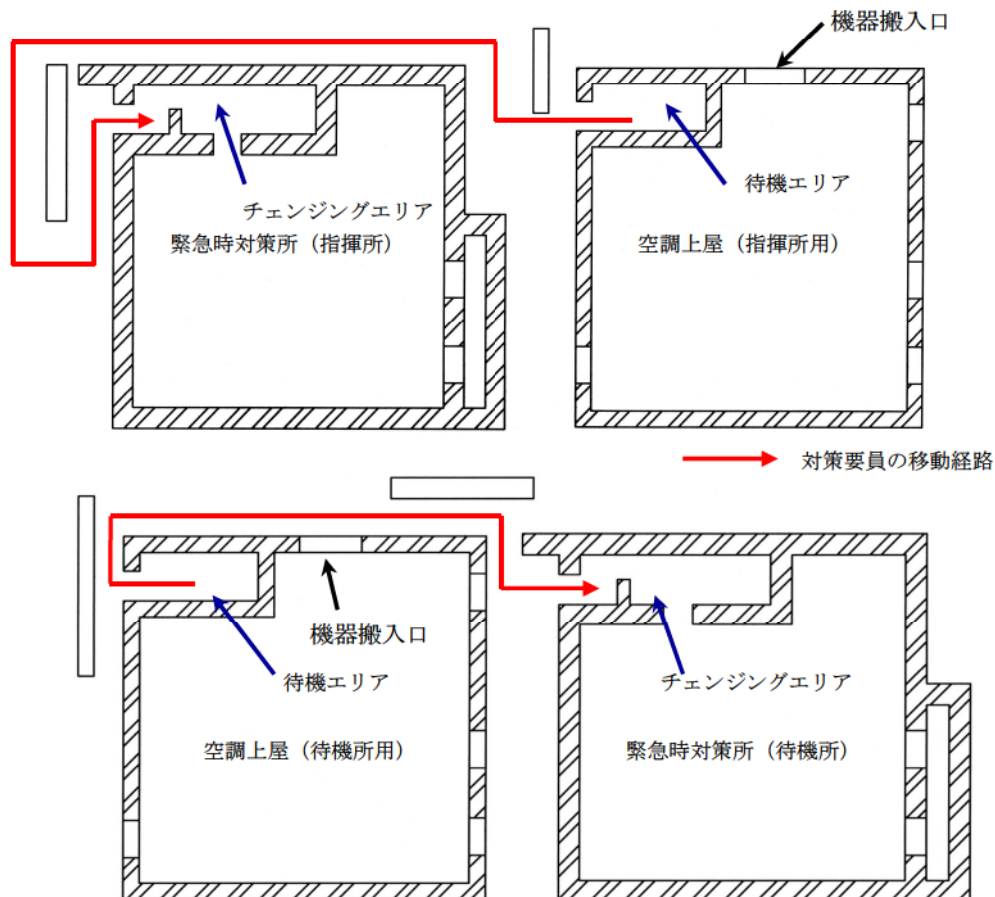 機器搬入口
待機エリア
チェンジングエリア
緊急時対策所（指揮所）
空調上屋（指揮所用）
対策要員の移動経路
機器搬入口
待機エリア
チェンジングエリア
空調上屋（待機所用）
緊急時対策所（待機所）